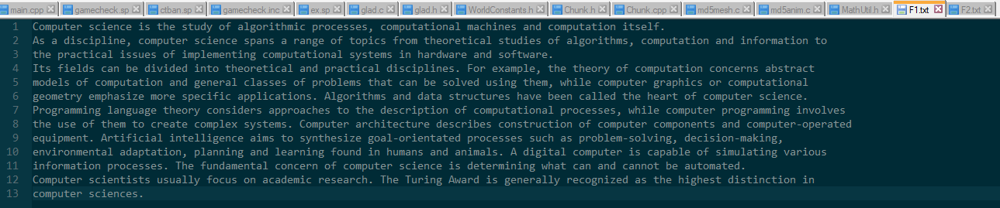 main.cpp gamecheck.sp ctban.sp gamecheck.inc ex.sp glad.c glad.h WorldConstants.h Chunk.h Chunk.cpp md5mesh.c md5anim.c MathUtil.h F1.txt F2.txt
1 Computer science is the study of algorithmic processes, computational machines and computation itself.
2 As a discipline, computer science spans a range of topics from theoretical studies of algorithms, computation and information to
3 the practical issues of implementing computational systems in hardware and software.
4 Its fields can be divided into theoretical and practical disciplines. For example, the theory of computation concerns abstract
5 models of computation and general classes of problems that can be solved using them, while computer graphics or computational
6 geometry emphasize more specific applications. Algorithms and data structures have been called the heart of computer science.
7 Programming language theory considers approaches to the description of computational processes, while computer programming involves
8 the use of them to create complex systems. Computer architecture describes construction of computer components and computer-operated
9 equipment. Artificial intelligence aims to synthesize goal-orientated processes such as problem-solving, decision-making,
10 environmental adaptation, planning and learning found in humans and animals. A digital computer is capable of simulating various
11 information processes. The fundamental concern of computer science is determining what can and cannot be automated.
12 Computer scientists usually focus on academic research. The Turing Award is generally recognized as the highest distinction in
13 computer sciences.